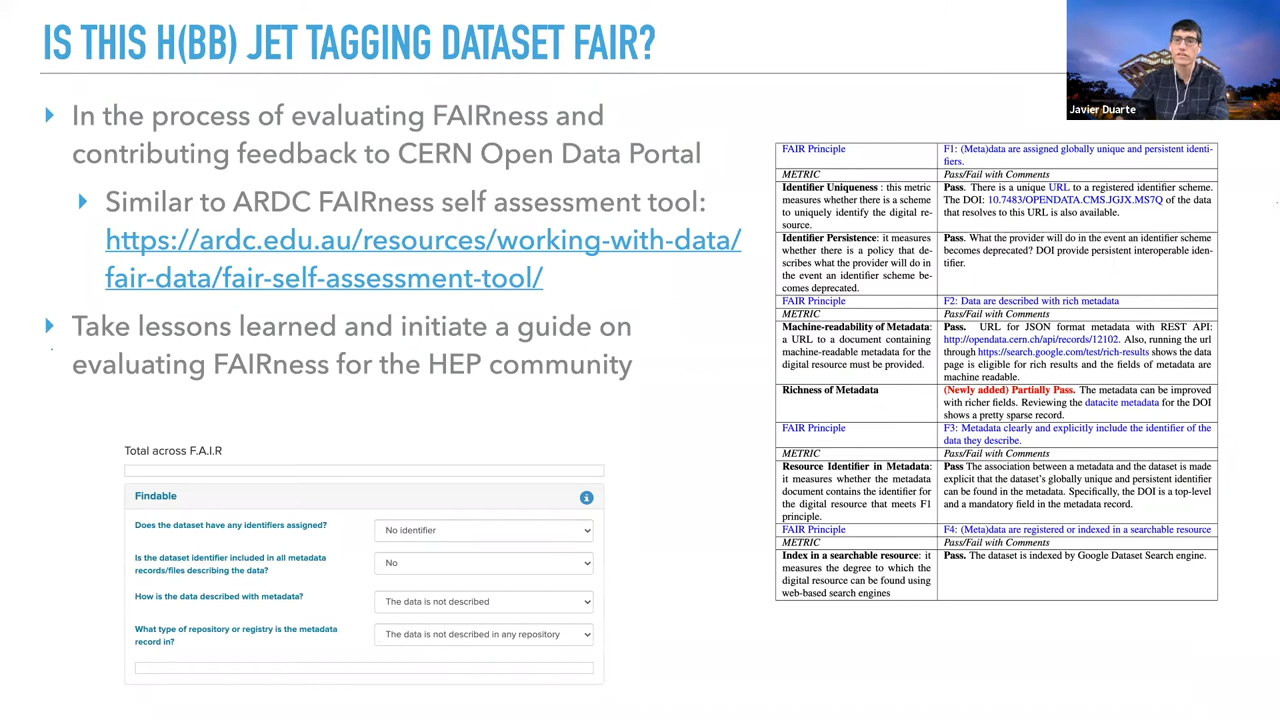 IS THIS H(BB) JET TAGGING DATASET FAIR?
In the process of evaluating FAIRness and
contributing feedback to CERN Open Data Portal
Similar to ARDC FAIRness self assessment tool:
https://ardc.edu.au/resources/working-with-data/
fair-data/fair-self-assessment-tool/
Take lessons learned and initiate a guide on
evaluating FAIRness for the HEP community
Total across F.A.I.R
Findable
Does the dataset have any identifiers assigned?
No identifier
Is the dataset identifier included in all metadata
records/files describing the data?
No
How is the data described with metadata?
The data is not described
What type of repository or registry is the metadata
record in?
The data is not described in any repository
Javier Duarte
FAIR Principle
F1: (Meta)data are assigned globally unique and persistent identi-
fiers.
METRIC
Pass/Fail with Comments
Identifier Uniqueness : this metric
measures whether there is a scheme
to uniquely identify the digital re-
source.
Pass. There is a unique URL to a registered identifier scheme.
The DOI: 10.7483/OPENDATA.CMS.JGJX.MS7Q of the data
that resolves to this URL is also available.
Identifier Persistence: it measures
whether there is a policy that de-
scribes what the provider will do in
the event an identifier scheme be-
comes deprecated.
Pass. What the provider will do in the event an identifier scheme
becomes deprecated? DOI provide persistent interoperable iden-
tifier.
FAIR Principle
F2: Data are described with rich metadata
METRIC
Pass/Fail with Comments
Machine-readability of Metadata:
a URL to a document containing
machine-readable metadata for the
digital resource must be provided.
Pass. URL for JSON format metadata with REST API:
http://opendata.cern.ch/api/records/12102. Also, running the url
through https://search.google.com/test/rich-results shows the data
page is eligible for rich results and the fields of metadata are
machine readable.
Richness of Metadata
(Newly added) Partially Pass. The metadata can be improved
with richer fields. Reviewing the datacite metadata for the DOI
shows a pretty sparse record.
FAIR Principle
F3: Metadata clearly and explicitly include the identifier of the
data they describe.
METRIC
Pass/Fail with Comments
Resource Identifier in Metadata:
it measures whether the metadata
document contains the identifier for
the digital resource that meets F1
principle.
Pass The association between a metadata and the dataset is made
explicit that the dataset's globally unique and persistent identifier
can be found in the metadata. Specifically, the DOI is a top-level
and a mandatory field in the metadata record.
FAIR Principle
F4: (Meta)data are registered or indexed in a searchable resource
METRIC
Pass/Fail with Comments
Index in a searchable resource: it
measures the degree to which the
digital resource can be found using
web-based search engines
Pass. The dataset is indexed by Google Dataset Search engine.